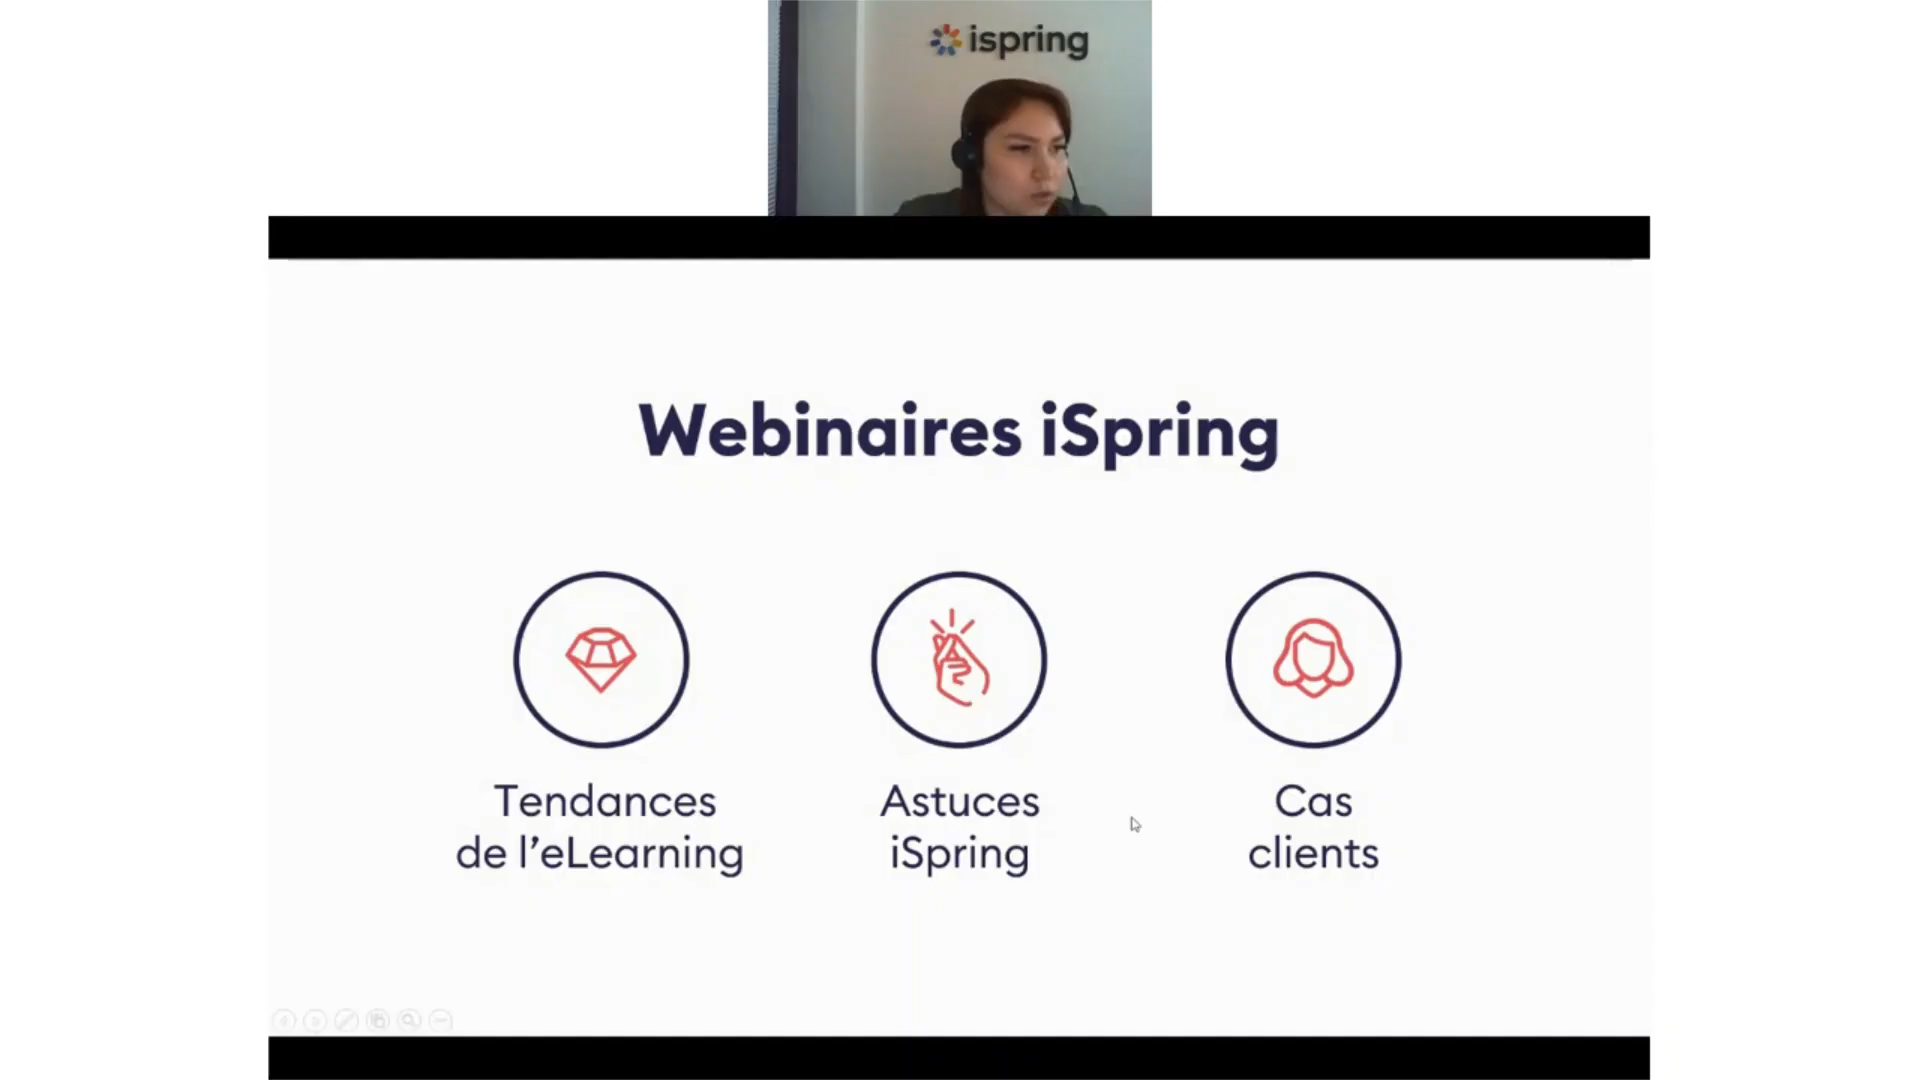 ispring
Webinaires iSpring
Tendances
de l’eLearning
Astuces
iSpring
Cas
clients